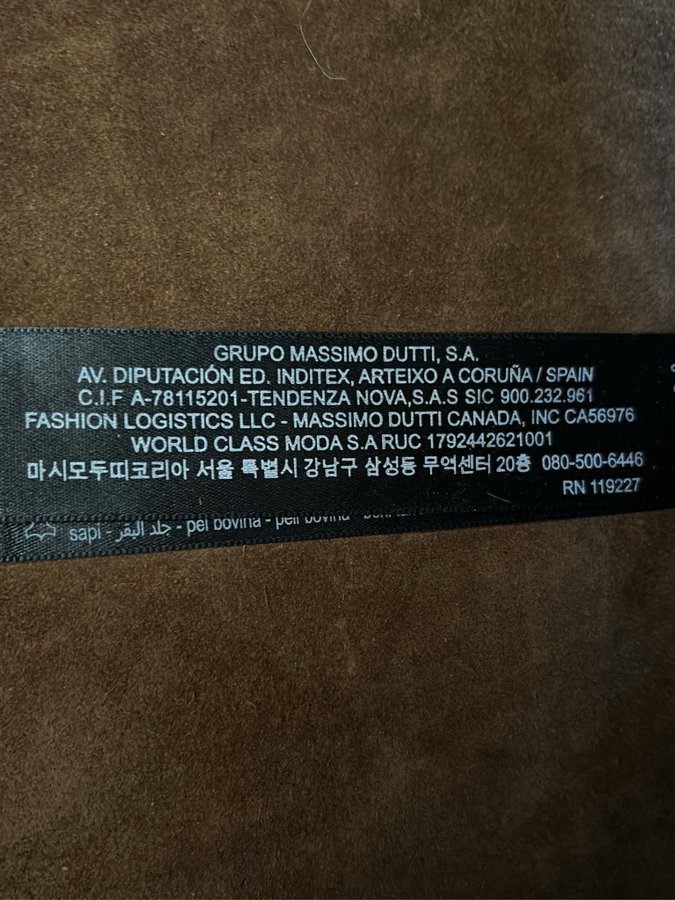 GRUPO MASSIMO DUTTI, S.A.
AV. DIPUTACIÓN ED. INDITEX, ARTEIXO A CORUÑA / SPAIN
C.I.F A-78115201-TENDENZA NOVA,S.A.S SIC 900.232.961
FASHION LOGISTICS LLC - MASSIMO DUTTI CANADA, INC CA56976
WORLD CLASS MODA S.A RUC 1792442621001
마시모두띠코리아 서울 특별시 강남구 삼성동 무역센터 20층 080-500-6446
RN 119227
sapi - جلد البقر - pel bovina - pell bovina -